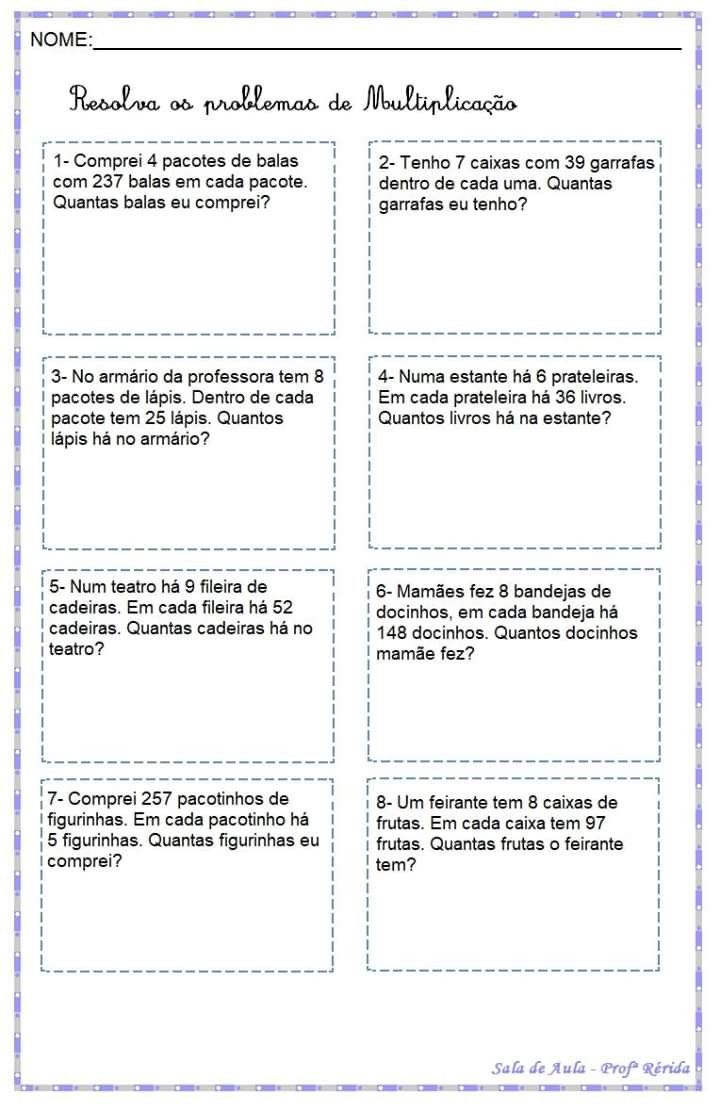 NOME:
Resolva os problemas de Multiplicação
1- Comprei 4 pacotes de balas
com 237 balas em cada pacote.
Quantas balas eu comprei?
2- Tenho 7 caixas com 39 garrafas
dentro de cada uma. Quantas
garrafas eu tenho?
3- No armário da professora tem 8
pacotes de lápis. Dentro de cada
pacote tem 25 lápis. Quantos
lápis há no armário?
4- Numa estante há 6 prateleiras.
Em cada prateleira há 36 livros.
Quantos livros há na estante?
5- Num teatro há 9 fileira de
cadeiras. Em cada fileira há 52
cadeiras. Quantas cadeiras há no
teatro?
6- Mamães fez 8 bandejas de
docinhos, em cada bandeja há
148 docinhos. Quantos docinhos
mamãe fez?
7- Comprei 257 pacotinhos de
figurinhas. Em cada pacotinho há
5 figurinhas. Quantas figurinhas eu
comprei?
8- Um feirante tem 8 caixas de
frutas. Em cada caixa tem 97
frutas. Quantas frutas o feirante
tem?
Sala de Aula - Profª Rérida